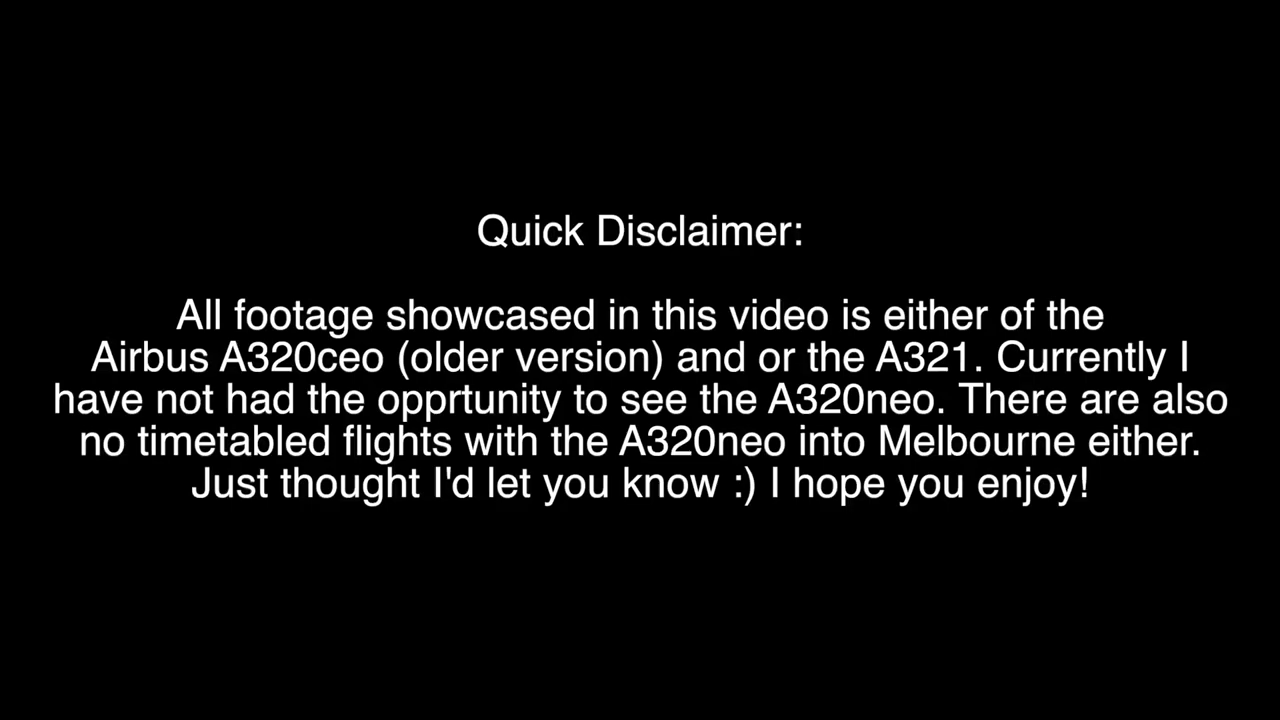 Quick Disclaimer:
All footage showcased in this video is either of the
Airbus A320ceo (older version) and or the A321. Currently I
have not had the opprtunity to see the A320neo. There are also
no timetabled flights with the A320neo into Melbourne either.
Just thought I'd let you know :) I hope you enjoy!